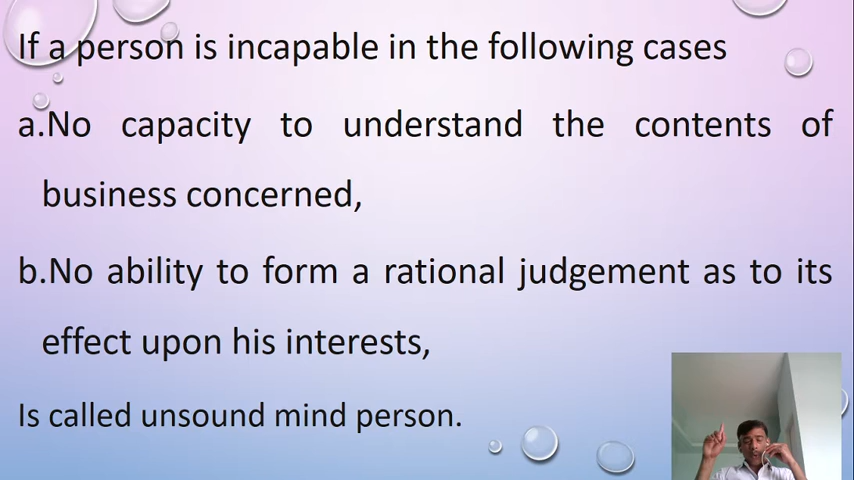 If a person is incapable in the following cases
a.No capacity to understand the contents of
business concerned,
b.No ability to form a rational judgement as to its
effect upon his interests,
Is called unsound mind person.